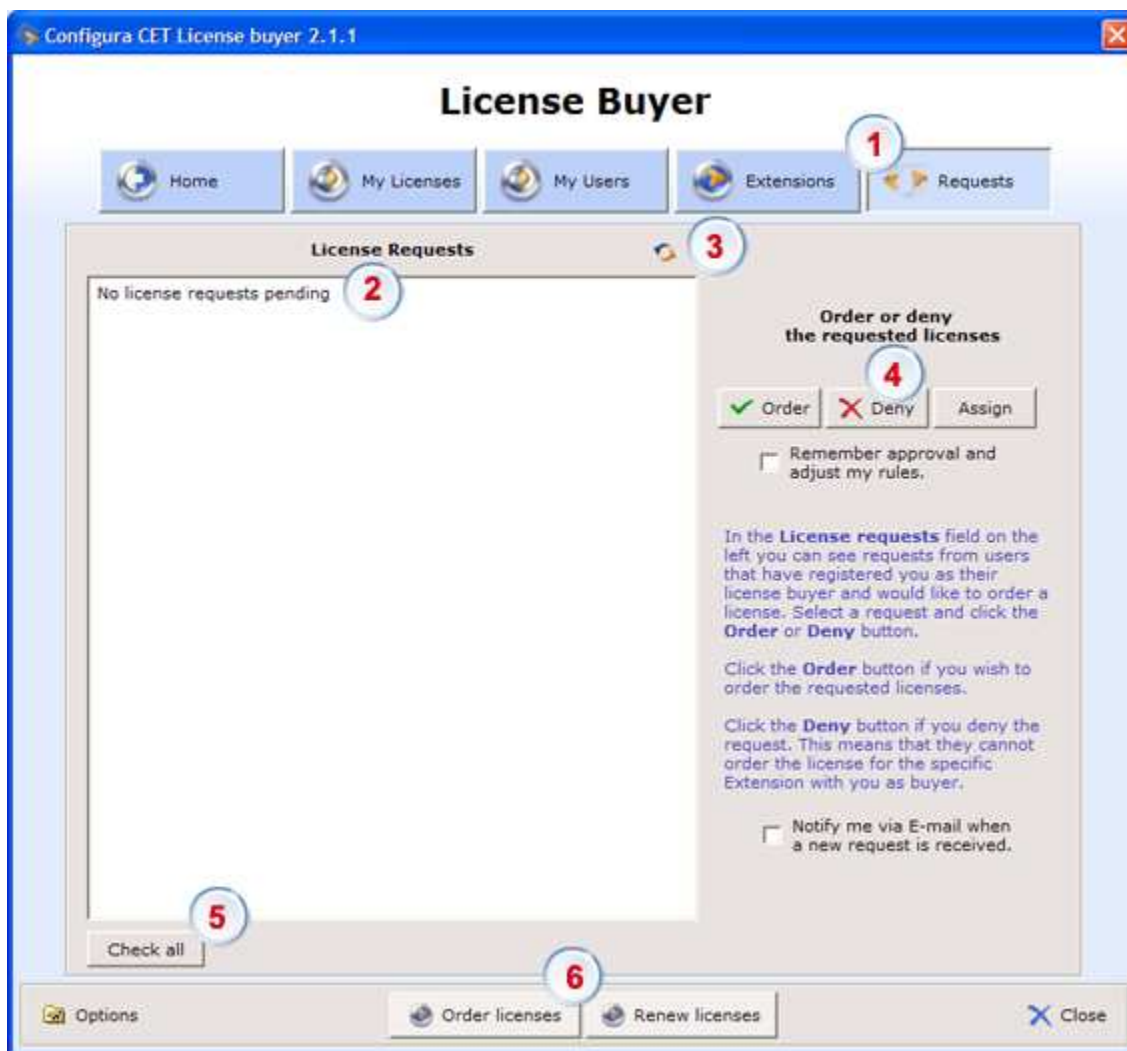 Configura CET License buyer 2.1.1
License Buyer
1
Home
My Licenses
My Users
Extensions
Requests
License Requests
3
No license requests pending
2
Order or deny
the requested licenses
4
Order
Deny
Assign
Remember approval and
adjust my rules.
In the License requests field on the
left you can see requests from users
that have registered you as their
license buyer and would like to order a
license. Select a request and click the
Order or Deny button.
Click the Order button if you wish to
order the requested licenses.
Click the Deny button if you deny the
request. This means that they cannot
order the license for the specific
Extension with you as buyer.
Notify me via E-mail when
a new request is received.
5
Check all
6
Options
Order licenses
Renew licenses
Close